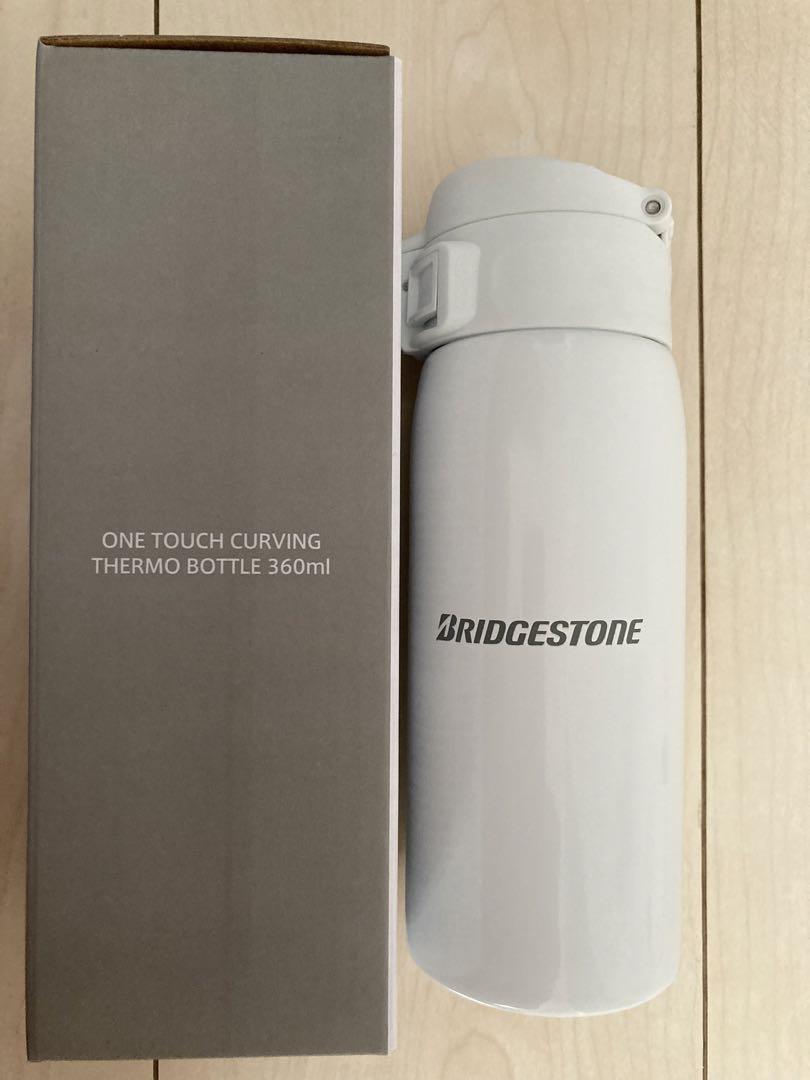 ONE TOUCH CURVING
THERMO BOTTLE 360ml
BRIDGESTONE